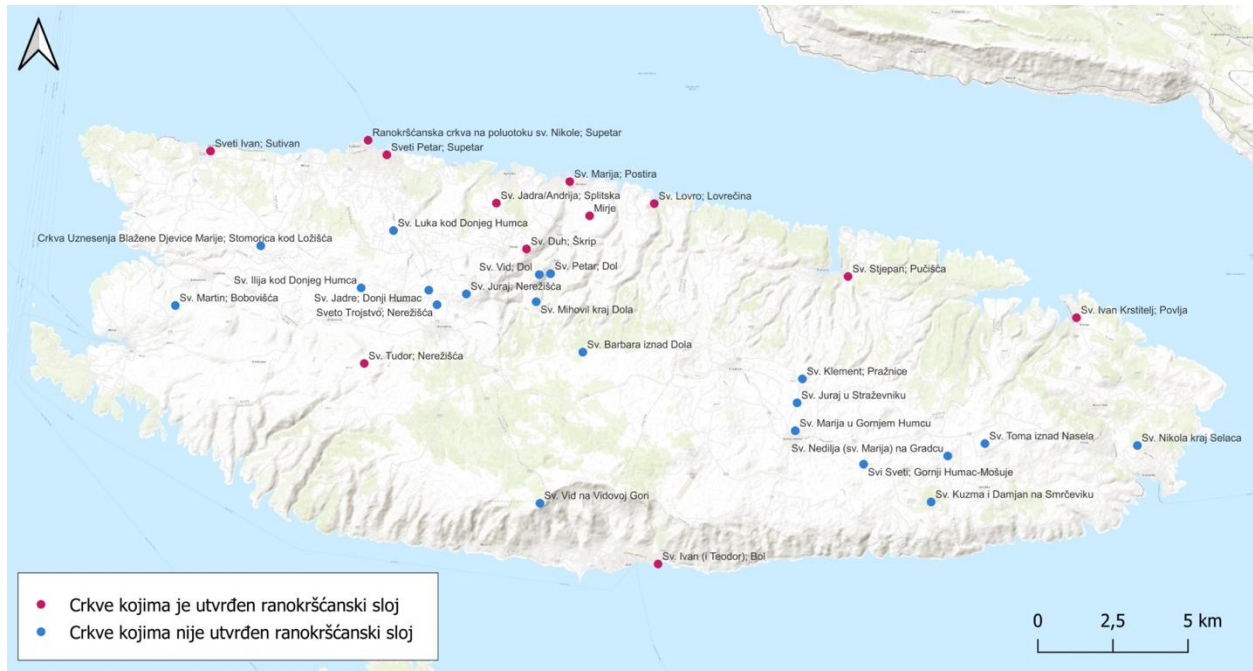 Ranokršćanska crkva na poluotoku sv. Nikole; Supetar
Sveti Ivan; Sutivan
Sveti Petar; Supetar
Sv. Marija; Postira
Sv. Jadra/Andrija; Splitska
Sv. Lovro; Lovrečina
Mirje
Sv. Luka kod Donjeg Humca
Crkva Uznesenja Blažene Djevice Marije; Stomorica kod Ložišća
Sv. Duh; Škrip
Sv. Vid; Dol
Sv. Petar; Dol
Sv. Stjepan; Pučišća
Sv. Ilija kod Donjeg Humca
Sv. Juraj; Nerežišća
Sv. Jadre; Donji Humac
Sv. Martin; Bobovišća
Sveto Trojstvo; Nerežišća
Sv. Mihovil kraj Dola
Sv. Ivan Krstitelj; Povlja
Sv. Barbara iznad Dola
Sv. Tudor; Nerežišća
Sv. Klement; Pražnice
Sv. Juraj u Straževniku
Sv. Marija u Gornjem Humcu
Sv. Toma iznad Nasela
Sv. Nikola kraj Selaca
Sv. Nedilja (sv. Marija) na Gradcu
Svi Sveti; Gornji Humac-Mošuje
Sv. Vid na Vidovoj Gori
Sv. Kuzma i Damjan na Smrčeviku
Sv. Ivan (i Teodor); Bol
Crkve kojima je utvrđen ranokršćanski sloj
Crkve kojima nije utvrđen ranokršćanski sloj
0 2,5 5 km